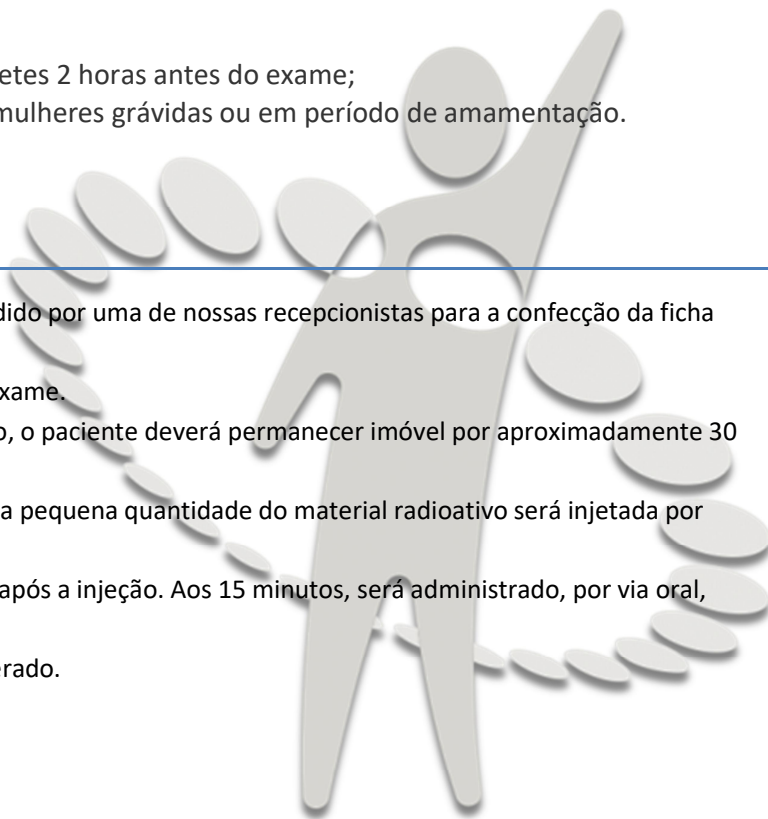 etes 2 horas antes do exame;
mulheres grávidas ou em período de amamentação.
dido por uma de nossas recepcionistas para a confecção da ficha
xame.
o, o paciente deverá permanecer imóvel por aproximadamente 30
a pequena quantidade do material radioativo será injetada por
após a injeção. Aos 15 minutos, será administrado, por via oral,
erado.